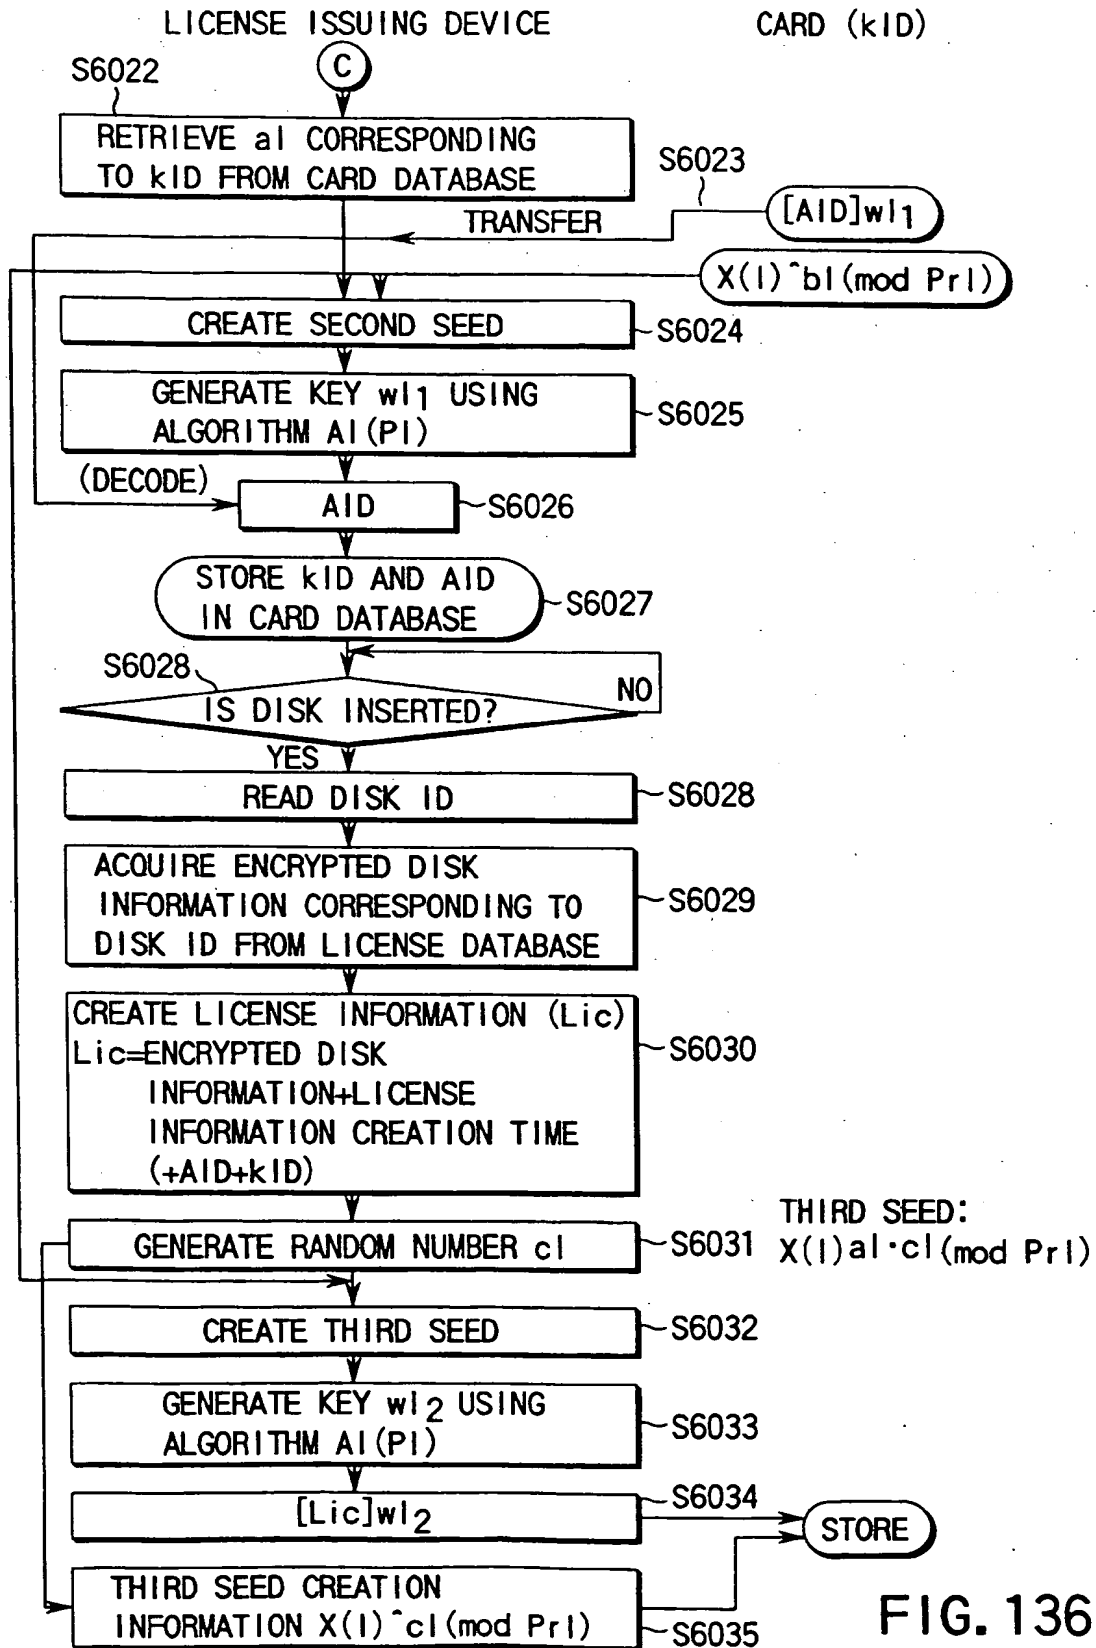 LICENSE ISSUING DEVICE
CARD (kID)
C
S6022
RETRIEVE al CORRESPONDING
TO kID FROM CARD DATABASE
S6023
[AID]wl1
TRANSFER
X(l)^bl(mod Prl)
CREATE SECOND SEED
S6024
GENERATE KEY wl1 USING
ALGORITHM Al(Pl)
S6025
(DECODE)
AID
S6026
STORE kID AND AID
IN CARD DATABASE
S6027
S6028
NO
IS DISK INSERTED?
YES
READ DISK ID
S6028
ACQUIRE ENCRYPTED DISK
INFORMATION CORRESPONDING TO
DISK ID FROM LICENSE DATABASE
S6029
CREATE LICENSE INFORMATION (Lic)
Lic=ENCRYPTED DISK
INFORMATION+LICENSE
INFORMATION CREATION TIME
(+AID+kID)
S6030
GENERATE RANDOM NUMBER cl
S6031
THIRD SEED:
X(l)al·cl(mod Prl)
CREATE THIRD SEED
S6032
GENERATE KEY wl2 USING
ALGORITHM Al(Pl)
S6033
[Lic]wl2
S6034
STORE
THIRD SEED CREATION
INFORMATION X(l)^cl(mod Prl)
S6035
FIG. 136